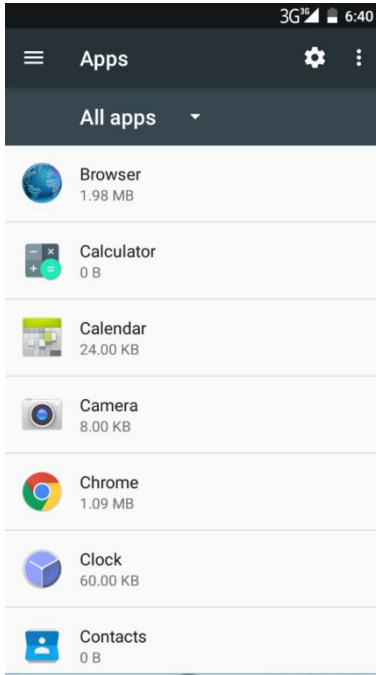 3G 3G 6:40
Apps
All apps
Browser
1.98 MB
Calculator
0 B
Calendar
24.00 KB
Camera
8.00 KB
Chrome
1.09 MB
Clock
60.00 KB
Contacts
0 B